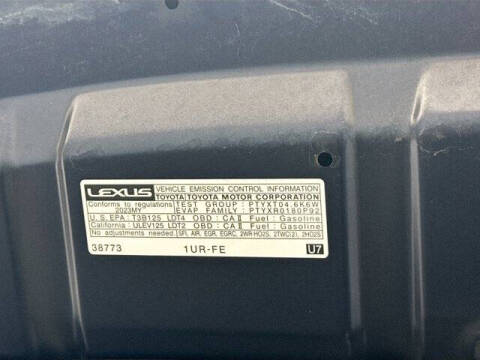 LEXUS VEHICLE EMISSION CONTROL INFORMATION
TOYOTA/TOYOTA MOTOR CORPORATION
Conforms to regulations 2023MY
TEST GROUP : PTYXT04.6K6W
EVAP FAMILY : PTYXR0180P92
U.S. EPA : T3B125 LDT4 OBD : CA II Fuel : Gasoline
California : ULEV125 LDT2 OBD : CA II Fuel : Gasoline
No adjustments needed. SFI, AIR, EGR, EGRC, 2WR HO2S, 2TWC(2), 2HO2S
38773 1UR-FE U7